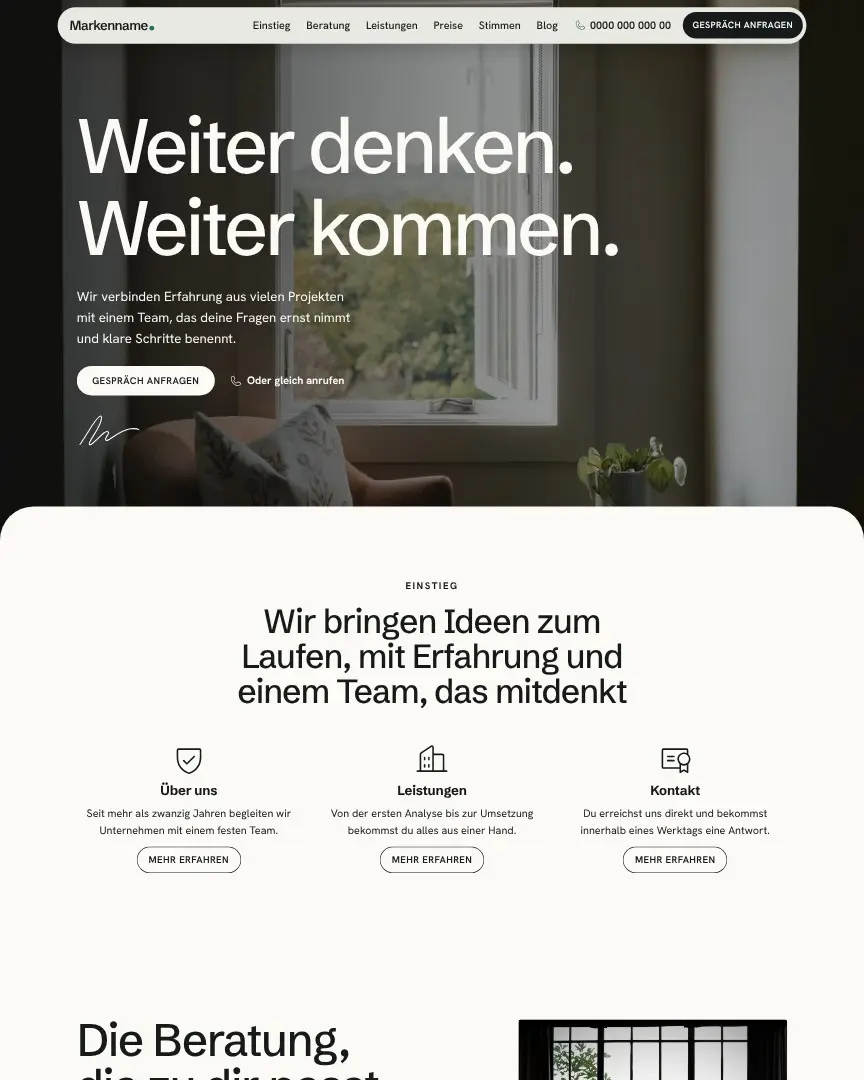 Markenname.
Einstieg Beratung Leistungen Preise Stimmen Blog 0000 000 000 00 GESPRÄCH ANFRAGEN
Weiter denken.
Weiter kommen.
Wir verbinden Erfahrung aus vielen Projekten
mit einem Team, das deine Fragen ernst nimmt
und klare Schritte benennt.
GESPRÄCH ANFRAGEN Oder gleich anrufen
EINSTIEG
Wir bringen Ideen zum
Laufen, mit Erfahrung und
einem Team, das mitdenkt
Über uns
Seit mehr als zwanzig Jahren begleiten wir
Unternehmen mit einem festen Team.
MEHR ERFAHREN
Leistungen
Von der ersten Analyse bis zur Umsetzung
bekommst du alles aus einer Hand.
MEHR ERFAHREN
Kontakt
Du erreichst uns direkt und bekommst
innerhalb eines Werktags eine Antwort.
MEHR ERFAHREN
Die Beratung,
die zu dir passt